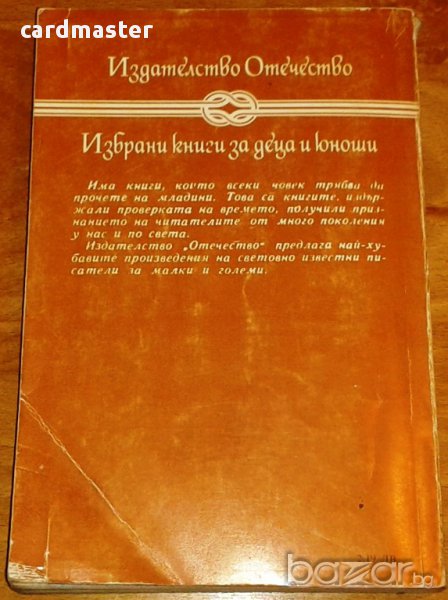 cardmaster
Издателство Отечество
Избрани книги за деца и юноши
Има книги, които всеки човек трябва да
прочете на младини. Това са книгите, издър-
жали проверката на времето, получили приз-
нанието на читателите от много поколения
у нас и по света.
Издателство „Отечество“ предлага най-ху-
бавите произведения на световно известни пи-
сатели за малки и големи.
bazar.bg